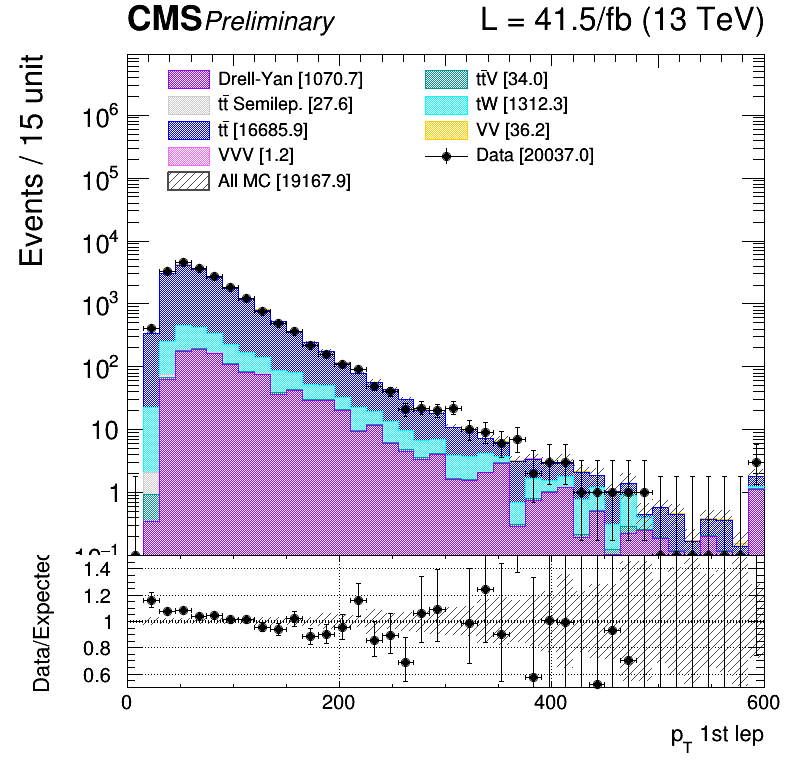 CMS Preliminary L = 41.5/fb (13 TeV)
Events / 15 unit
Drell-Yan [1070.7]
tt̄ Semilep. [27.6]
tt̄ [16685.9]
VVV [1.2]
All MC [19167.9]
tt̄V [34.0]
tW [1312.3]
VV [36.2]
Data [20037.0]
10⁶
10⁵
10⁴
10³
10²
10
1
10⁻¹
Data/Expected
1.4
1.2
1
0.8
0.6
0 200 400 600
p_T 1st lep